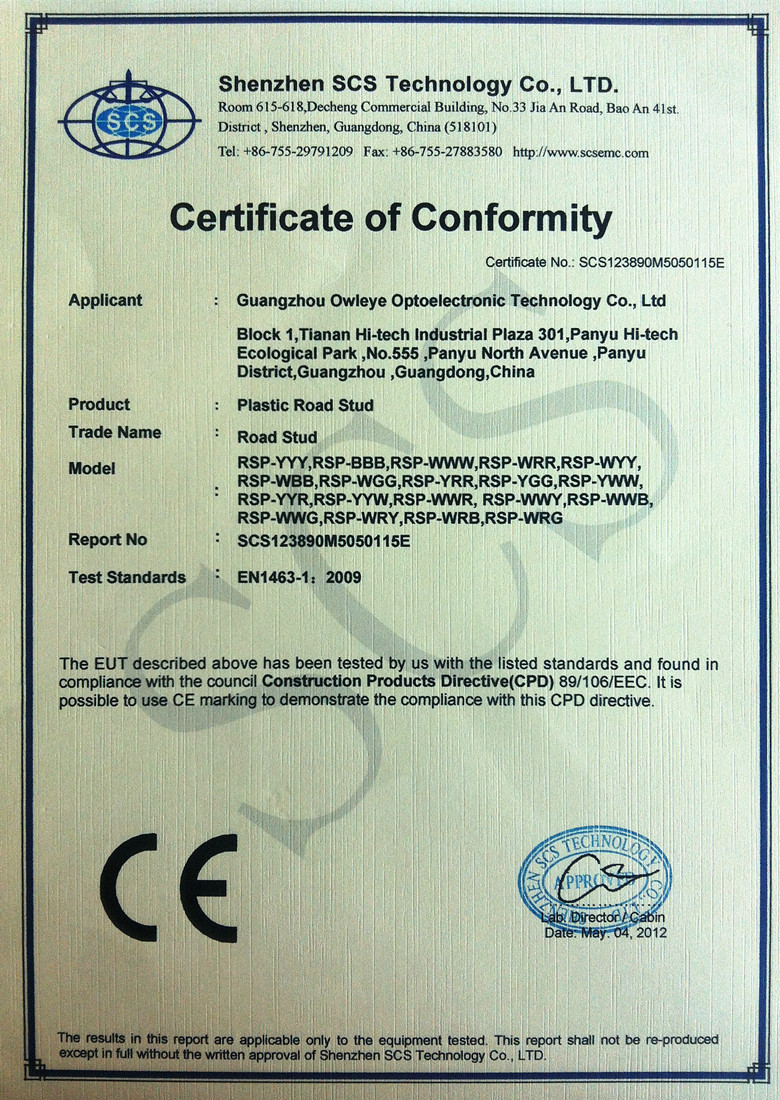 SCS
Shenzhen SCS Technology Co., LTD.
Room 615-618,Decheng Commercial Building, No.33 Jia An Road, Bao An 41st.
District , Shenzhen, Guangdong, China (518101)
Tel: +86-755-29791209 Fax: +86-755-27883580 http://www.scsemc.com
Certificate of Conformity
Certificate No.: SCS123890M5050115E
Applicant : Guangzhou Owleye Optoelectronic Technology Co., Ltd
Block 1,Tianan Hi-tech Industrial Plaza 301,Panyu Hi-tech
Ecological Park ,No.555 ,Panyu North Avenue ,Panyu
District,Guangzhou ,Guangdong,China
Product : Plastic Road Stud
Trade Name : Road Stud
Model : RSP-YYY,RSP-BBB,RSP-WWW,RSP-WRR,RSP-WYY,
RSP-WBB,RSP-WGG,RSP-YRR,RSP-YGG,RSP-YWW,
RSP-YYR,RSP-YYW,RSP-WWR, RSP-WWY,RSP-WWB,
RSP-WWG,RSP-WRY,RSP-WRB,RSP-WRG
Report No : SCS123890M5050115E
Test Standards : EN1463-1：2009
SCS
The EUT described above has been tested by us with the listed standards and found in
compliance with the council Construction Products Directive(CPD) 89/106/EEC. It is
possible to use CE marking to demonstrate the compliance with this CPD directive.
CE
SHENZHEN SCS TECHNOLOGY CO., LTD
APPROVED
Lab. Director / Cabin
Date: May. 04, 2012
The results in this report are applicable only to the equipment tested. This report shall not be re-produced
except in full without the written approval of Shenzhen SCS Technology Co., LTD.